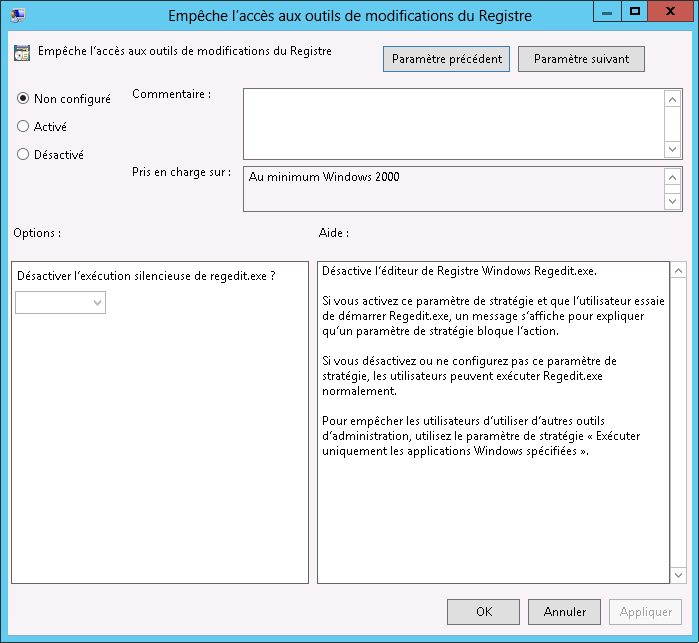 Empêche l'accès aux outils de modifications du Registre
Empêche l'accès aux outils de modifications du Registre
Paramètre précédent
Paramètre suivant
Non configuré
Activé
Désactivé
Commentaire :
Pris en charge sur :
Au minimum Windows 2000
Options :
Aide :
Désactiver l'exécution silencieuse de regedit.exe ?
Désactive l'éditeur de Registre Windows Regedit.exe.
Si vous activez ce paramètre de stratégie et que l'utilisateur essaie
de démarrer Regedit.exe, un message s'affiche pour expliquer
qu'un paramètre de stratégie bloque l'action.
Si vous désactivez ou ne configurez pas ce paramètre de
stratégie, les utilisateurs peuvent exécuter Regedit.exe
normalement.
Pour empêcher les utilisateurs d'utiliser d'autres outils
d'administration, utilisez le paramètre de stratégie « Exécuter
uniquement les applications Windows spécifiées ».
OK
Annuler
Appliquer